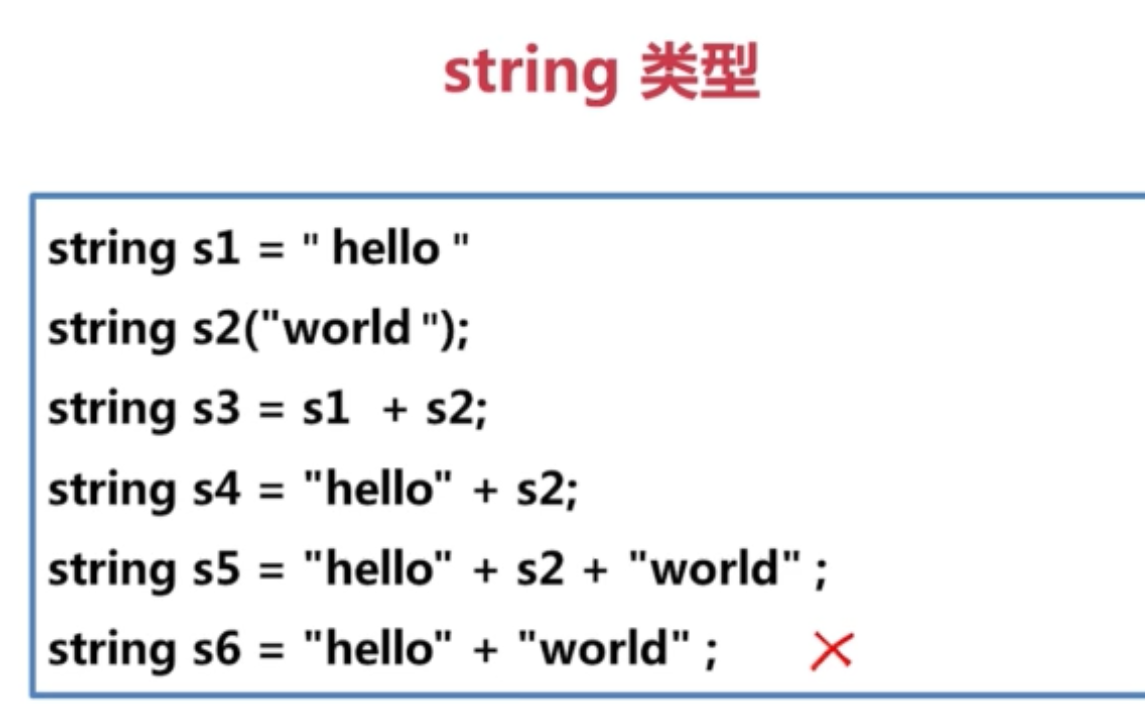 string 类型
string s1 = " hello "
string s2("world ");
string s3 = s1  + s2;
string s4 = "hello" + s2;
string s5 = "hello" + s2 + "world" ;
string s6 = "hello" + "world" ;